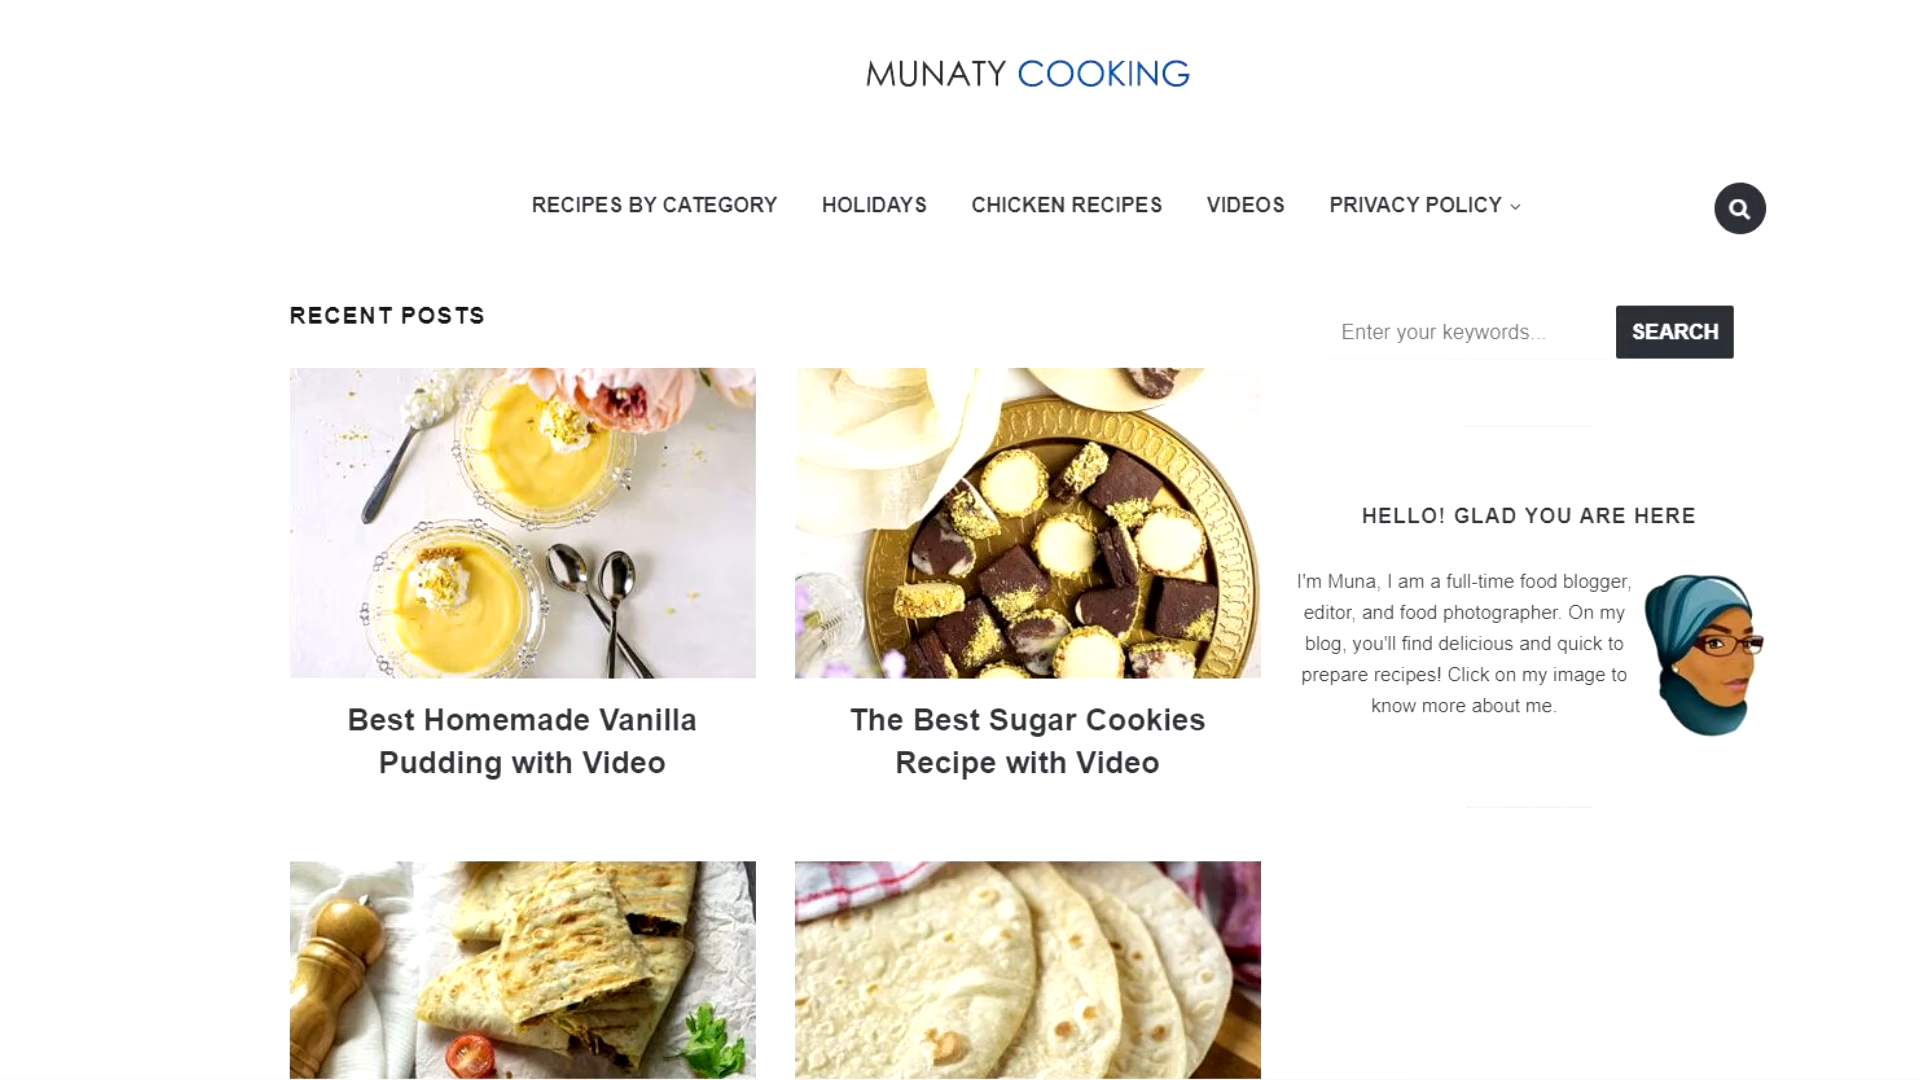 MUNATY COOKING
RECIPES BY CATEGORY HOLIDAYS CHICKEN RECIPES VIDEOS PRIVACY POLICY
RECENT POSTS
Enter your keywords...
SEARCH
Best Homemade Vanilla
Pudding with Video
The Best Sugar Cookies
Recipe with Video
HELLO! GLAD YOU ARE HERE
I'm Muna, I am a full-time food blogger,
editor, and food photographer. On my
blog, you'll find delicious and quick to
prepare recipes! Click on my image to
know more about me.